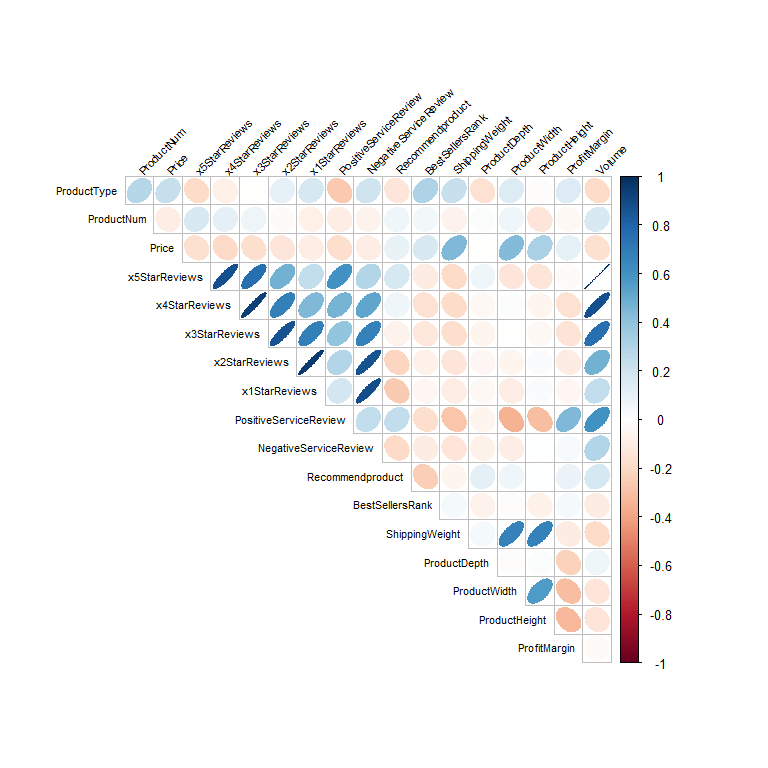 ProductNum
Price
x5StarReviews
x4StarReviews
x3StarReviews
x2StarReviews
x1StarReviews
PositiveServiceReview
NegativeServiceReview
Recommendproduct
BestSellersRank
ShippingWeight
ProductDepth
ProductWidth
ProductHeight
ProfitMargin
Volume
ProductType
ProductNum
Price
x5StarReviews
x4StarReviews
x3StarReviews
x2StarReviews
x1StarReviews
PositiveServiceReview
NegativeServiceReview
Recommendproduct
BestSellersRank
ShippingWeight
ProductDepth
ProductWidth
ProductHeight
ProfitMargin
1
0.8
0.6
0.4
0.2
0
-0.2
-0.4
-0.6
-0.8
-1